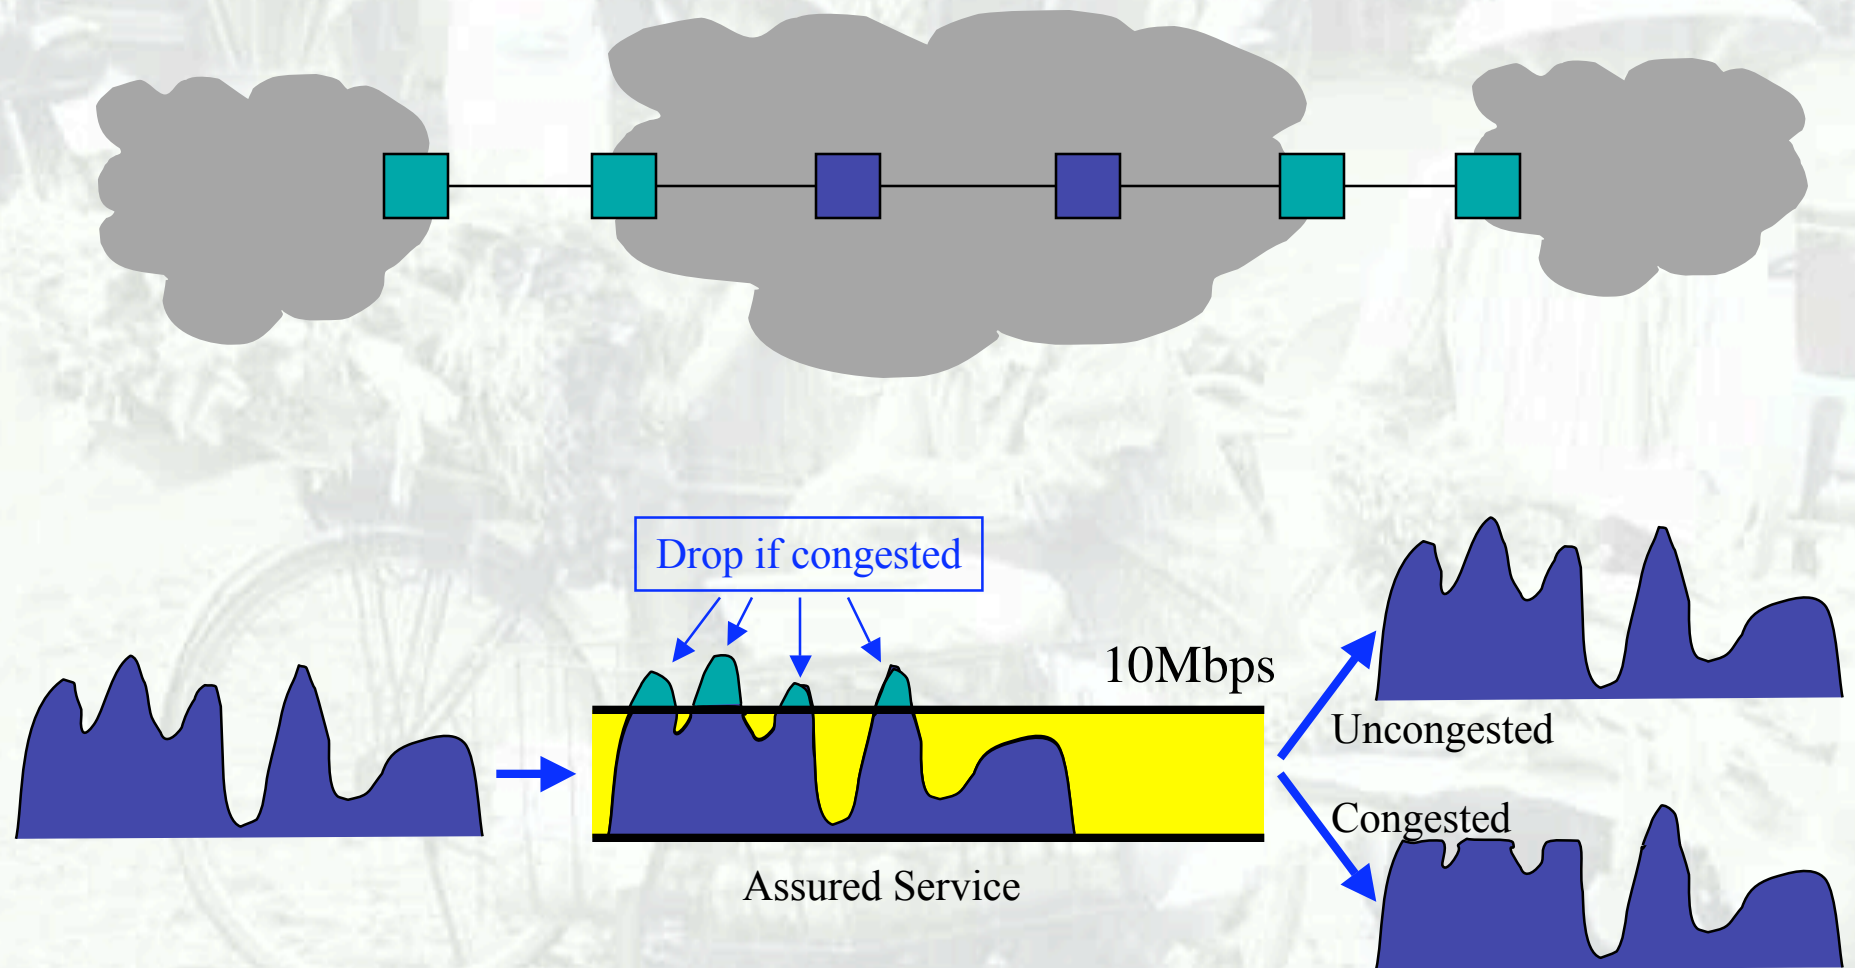 Drop if congested
10Mbps
Uncongested
Congested
Assured Service